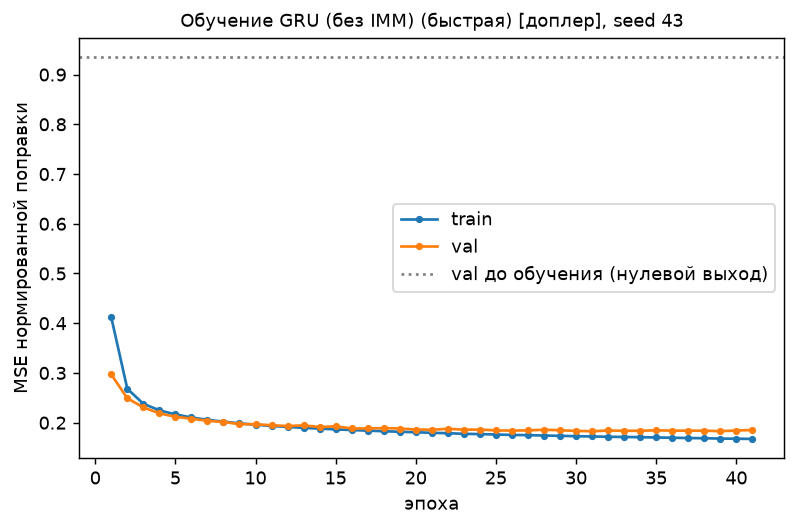 Обучение GRU (без IMM) (быстрая) [доплер], seed 43
MSE нормированной поправки
0.9
0.8
0.7
0.6
0.5
0.4
0.3
0.2
train
val
val до обучения (нулевой выход)
0 5 10 15 20 25 30 35 40
эпоха